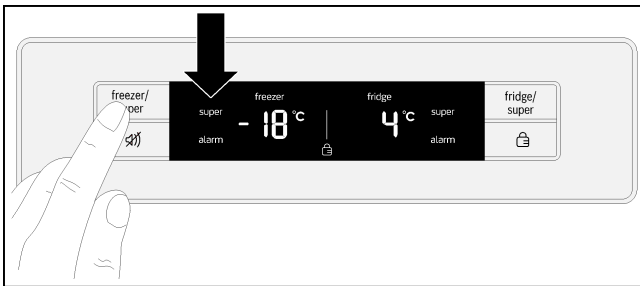 freezer/
super
freezer
super
-18 °C
alarm
fridge
4 °C
super
alarm
fridge/
super